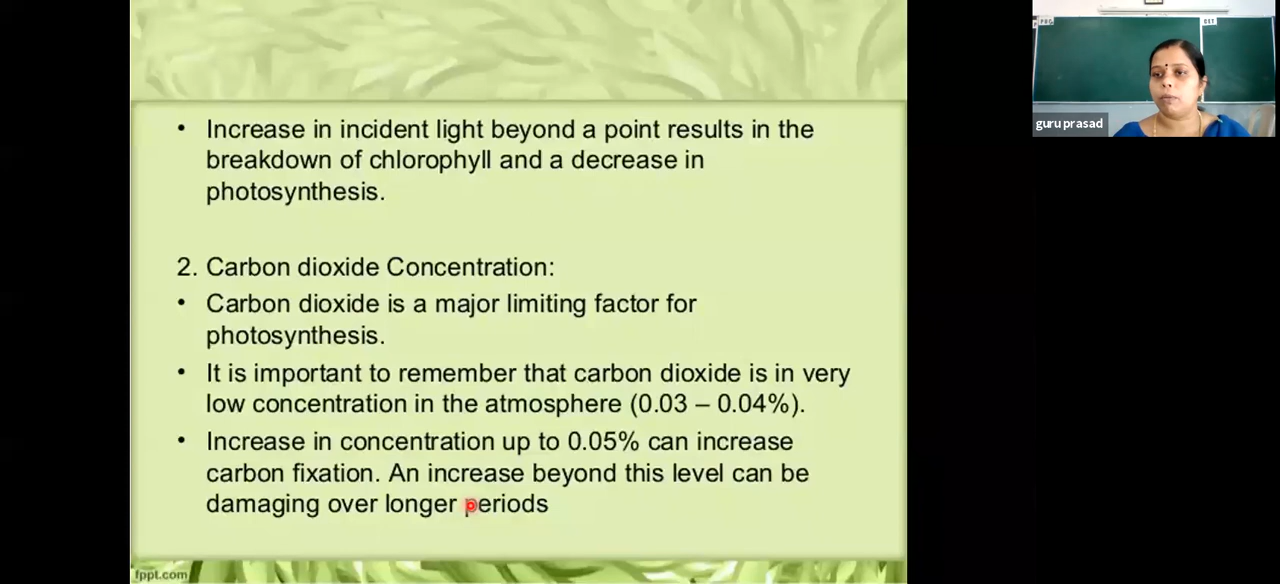 • Increase in incident light beyond a point results in the
breakdown of chlorophyll and a decrease in
photosynthesis.
2. Carbon dioxide Concentration:
• Carbon dioxide is a major limiting factor for
photosynthesis.
• It is important to remember that carbon dioxide is in very
low concentration in the atmosphere (0.03 – 0.04%).
• Increase in concentration up to 0.05% can increase
carbon fixation. An increase beyond this level can be
damaging over longer periods
fppt.com
guru prasad